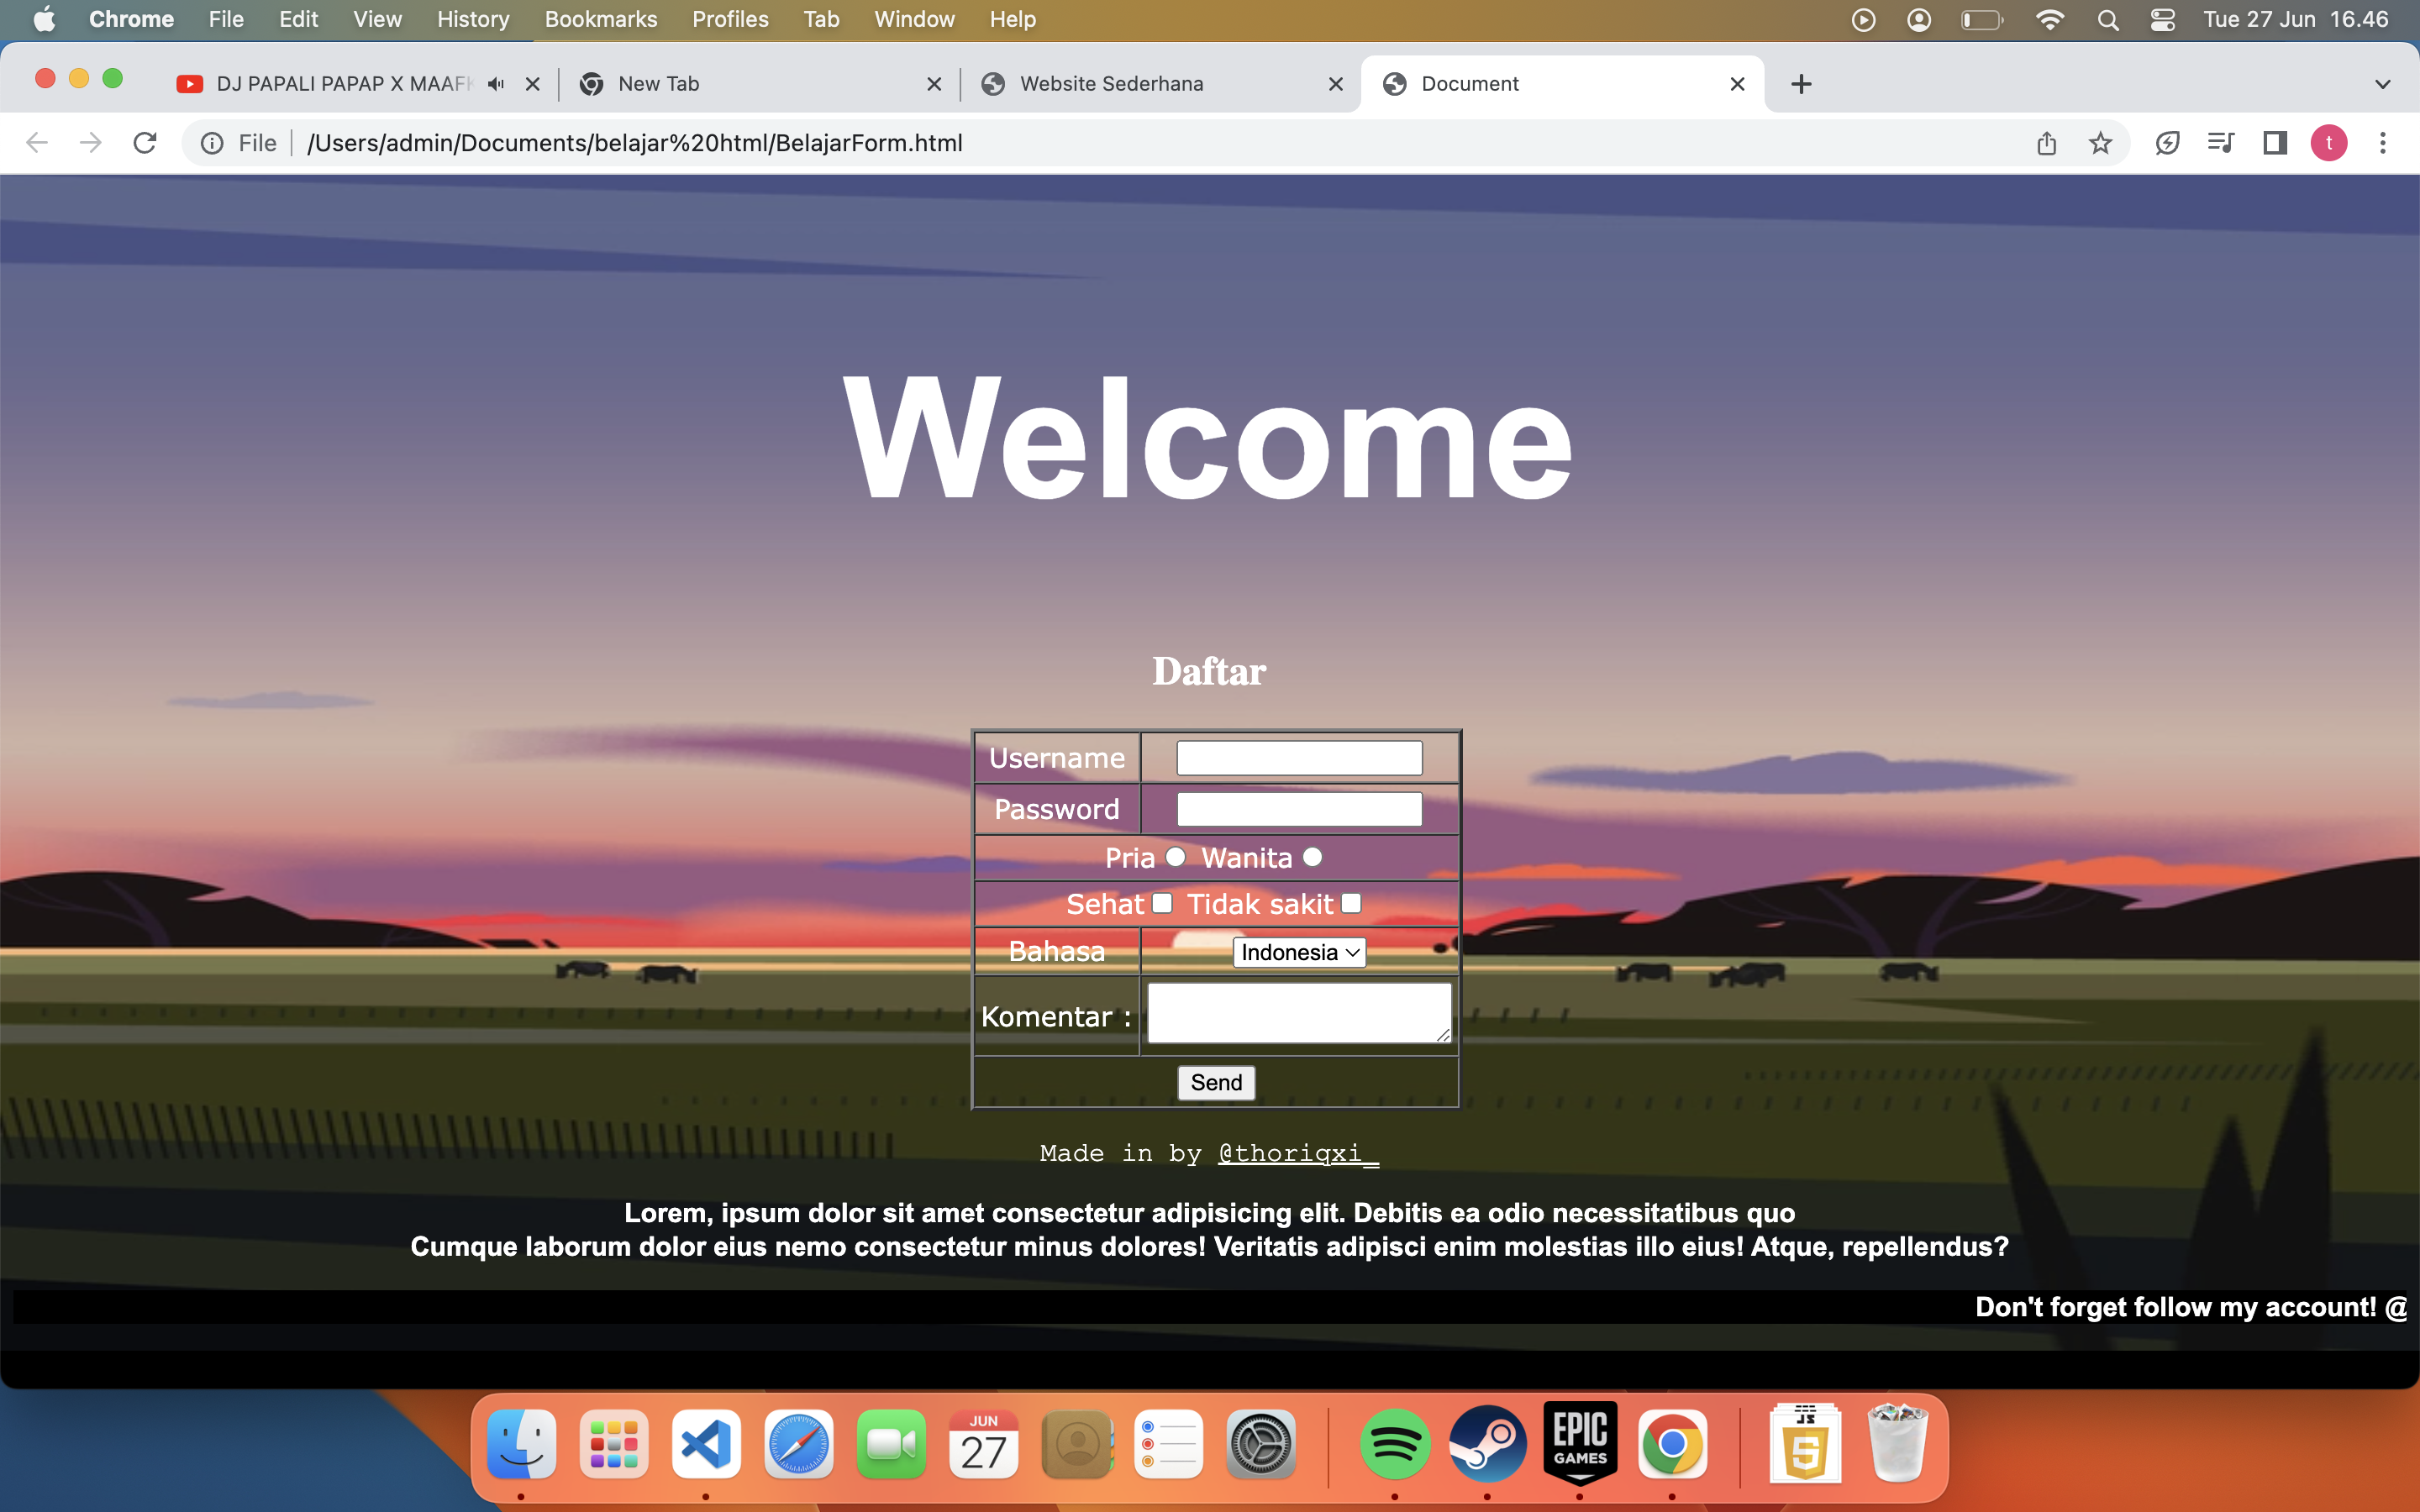 Chrome File Edit View History Bookmarks Profiles Tab Window Help Tue 27 Jun 16.46
DJ PAPALI PAPAP X MAAFK New Tab Website Sederhana Document
File /Users/admin/Documents/belajar%20html/BelajarForm.html t
Welcome
Daftar
Username
Password
Pria Wanita
Sehat Tidak sakit
Bahasa Indonesia
Komentar :
Send
Made in by @thoriqxi_
Lorem, ipsum dolor sit amet consectetur adipisicing elit. Debitis ea odio necessitatibus quo
Cumque laborum dolor eius nemo consectetur minus dolores! Veritatis adipisci enim molestias illo eius! Atque, repellendus?
Don't forget follow my account! @
JUN
27
EPIC
GAMES
JS
5